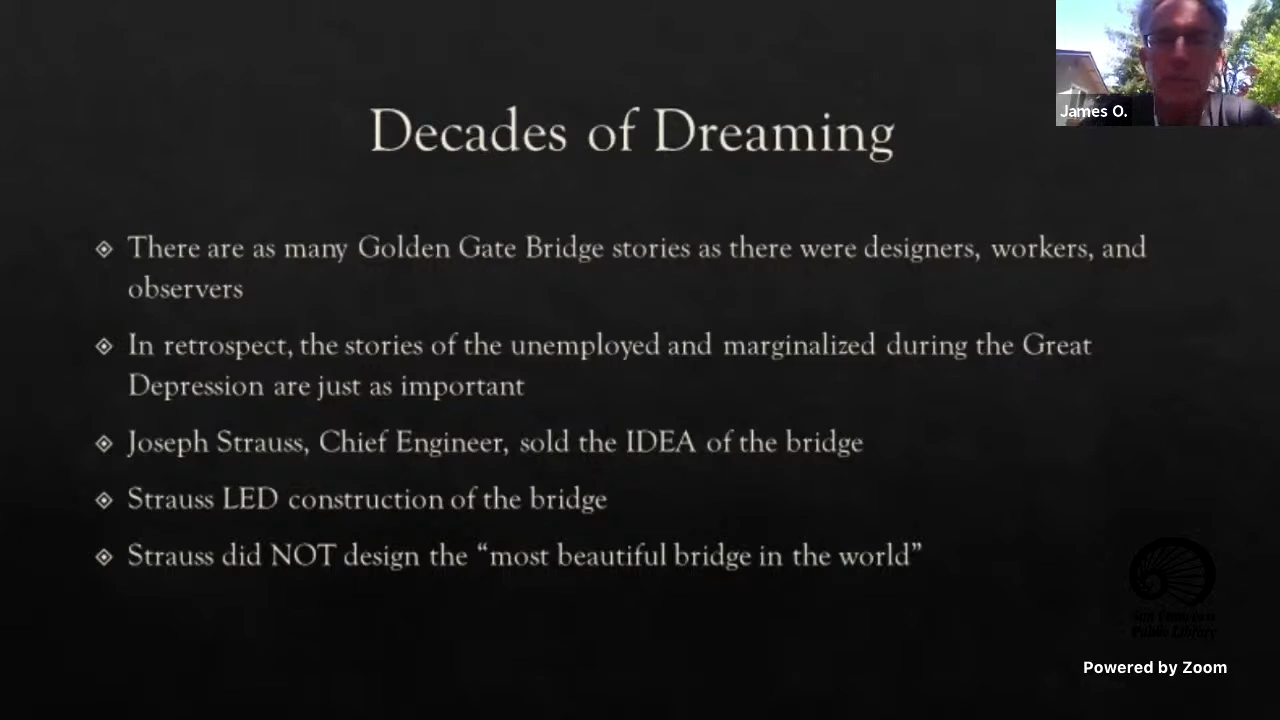 James O.
Decades of Dreaming
There are as many Golden Gate Bridge stories as there were designers, workers, and
observers
In retrospect, the stories of the unemployed and marginalized during the Great
Depression are just as important
Joseph Strauss, Chief Engineer, sold the IDEA of the bridge
Strauss LED construction of the bridge
Strauss did NOT design the “most beautiful bridge in the world”
Public Library
Powered by Zoom